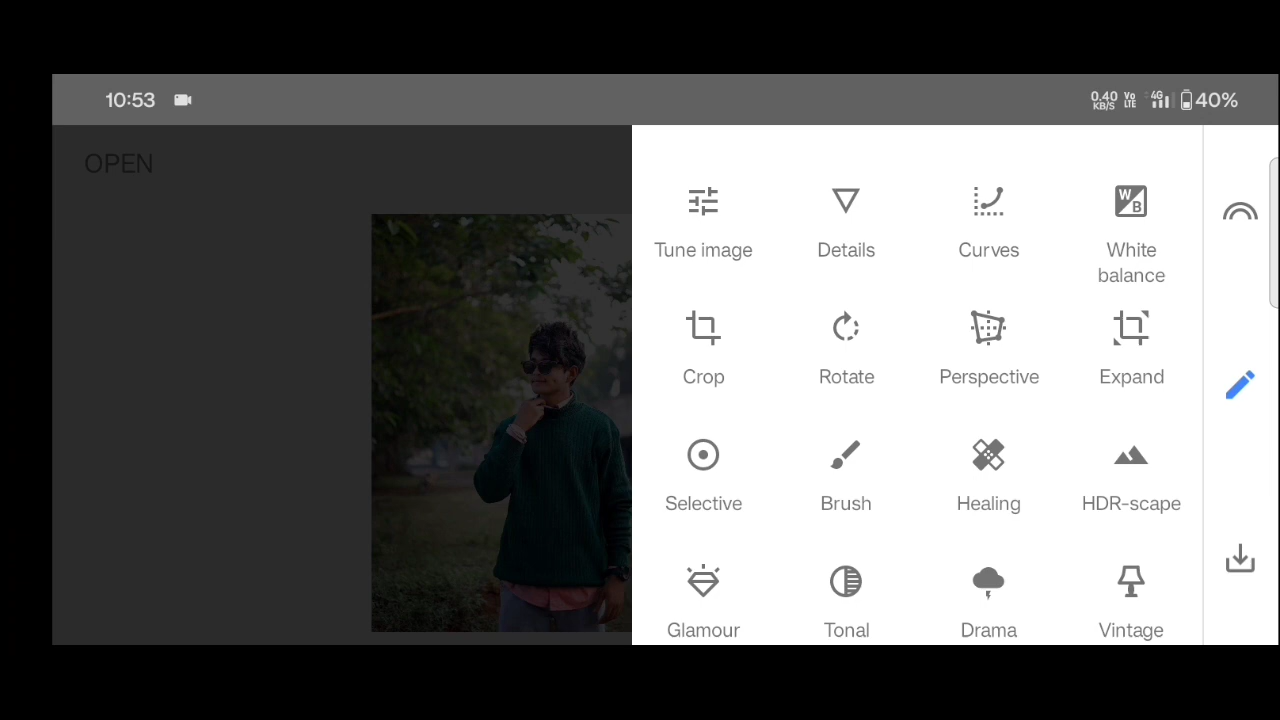 10:53
0.40 KB/S Vo LTE 4G 40%
OPEN
Tune image Details Curves White balance
Crop Rotate Perspective Expand
Selective Brush Healing HDR-scape
Glamour Tonal Drama Vintage
W B